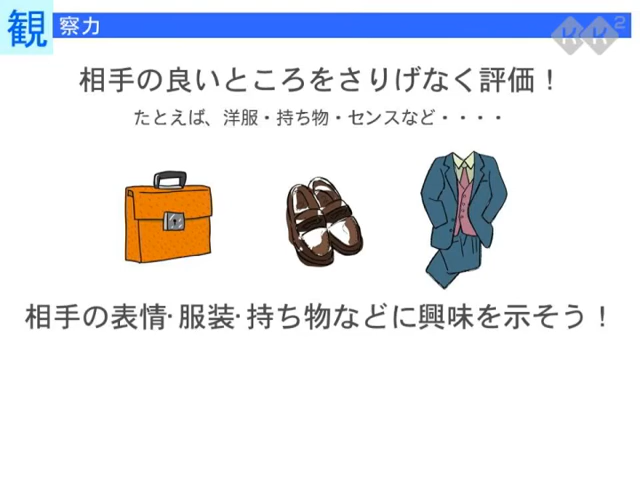 観察力
KK2
相手の良いところをさりげなく評価！
たとえば、洋服・持ち物・センスなど・・・・
相手の表情・服装・持ち物などに興味を示そう！